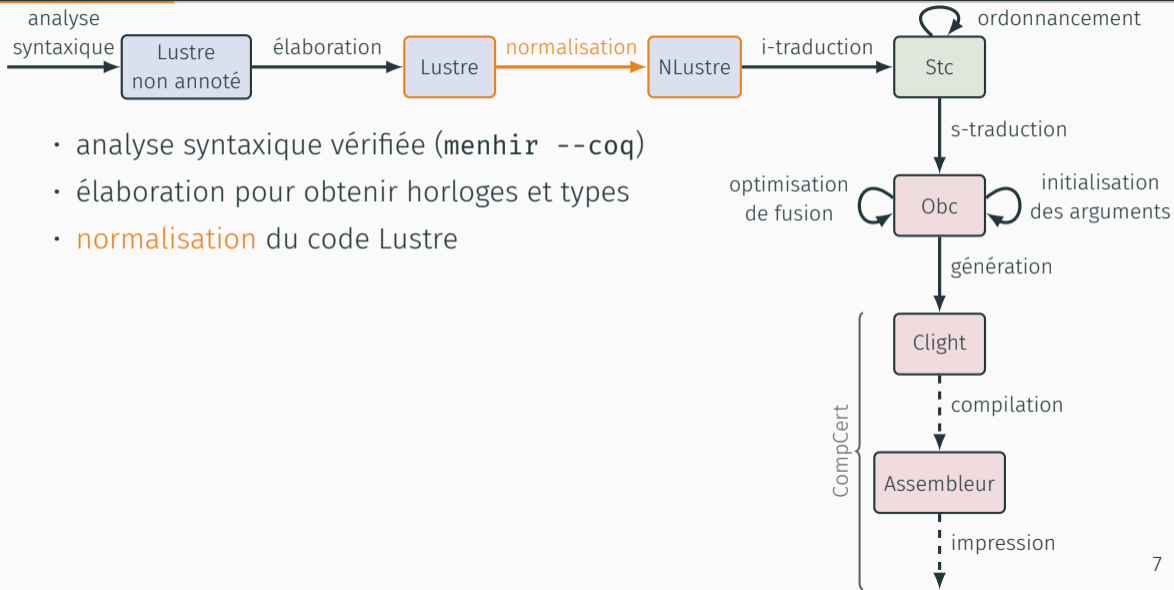 analyse
syntaxique
Lustre
non annoté
élaboration
Lustre
normalisation
NLustre
i-traduction
Stc
ordonnancement
s-traduction
· analyse syntaxique vérifiée (menhir --coq)
· élaboration pour obtenir horloges et types
· normalisation du code Lustre
optimisation
de fusion
Obc
initialisation
des arguments
génération
Clight
CompCert
compilation
Assembleur
impression
7